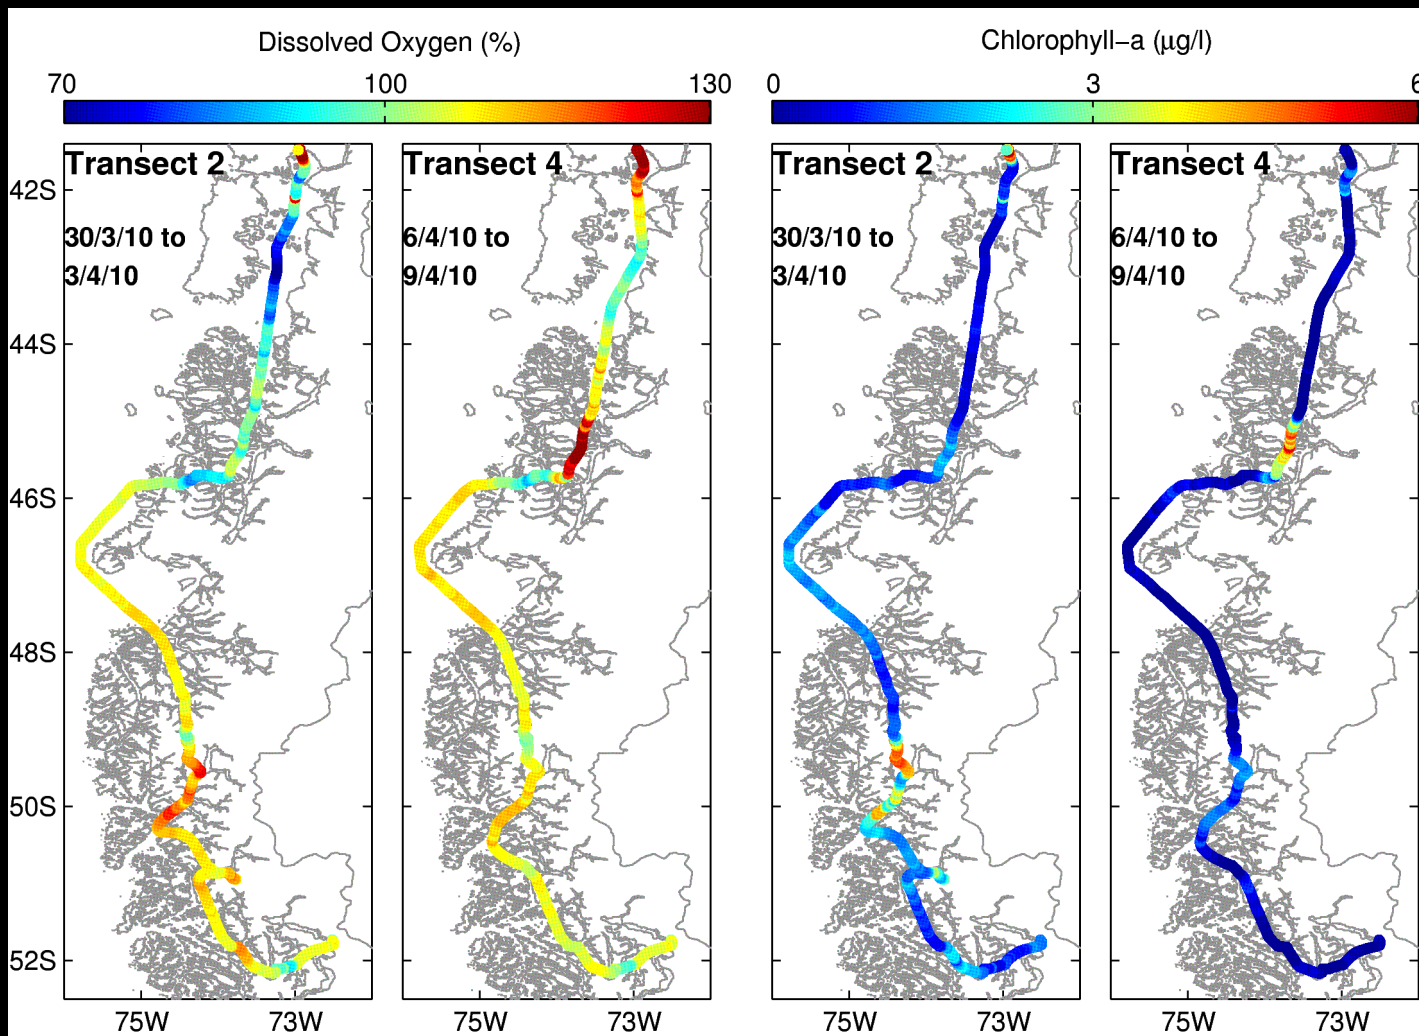 Dissolved Oxygen (%)
Chlorophyll−a (μg/l)
70 100 130
0 3 6
Transect 2
30/3/10 to
3/4/10
Transect 4
6/4/10 to
9/4/10
Transect 2
30/3/10 to
3/4/10
Transect 4
6/4/10 to
9/4/10
42S
44S
46S
48S
50S
52S
75W 73W 75W 73W 75W 73W 75W 73W